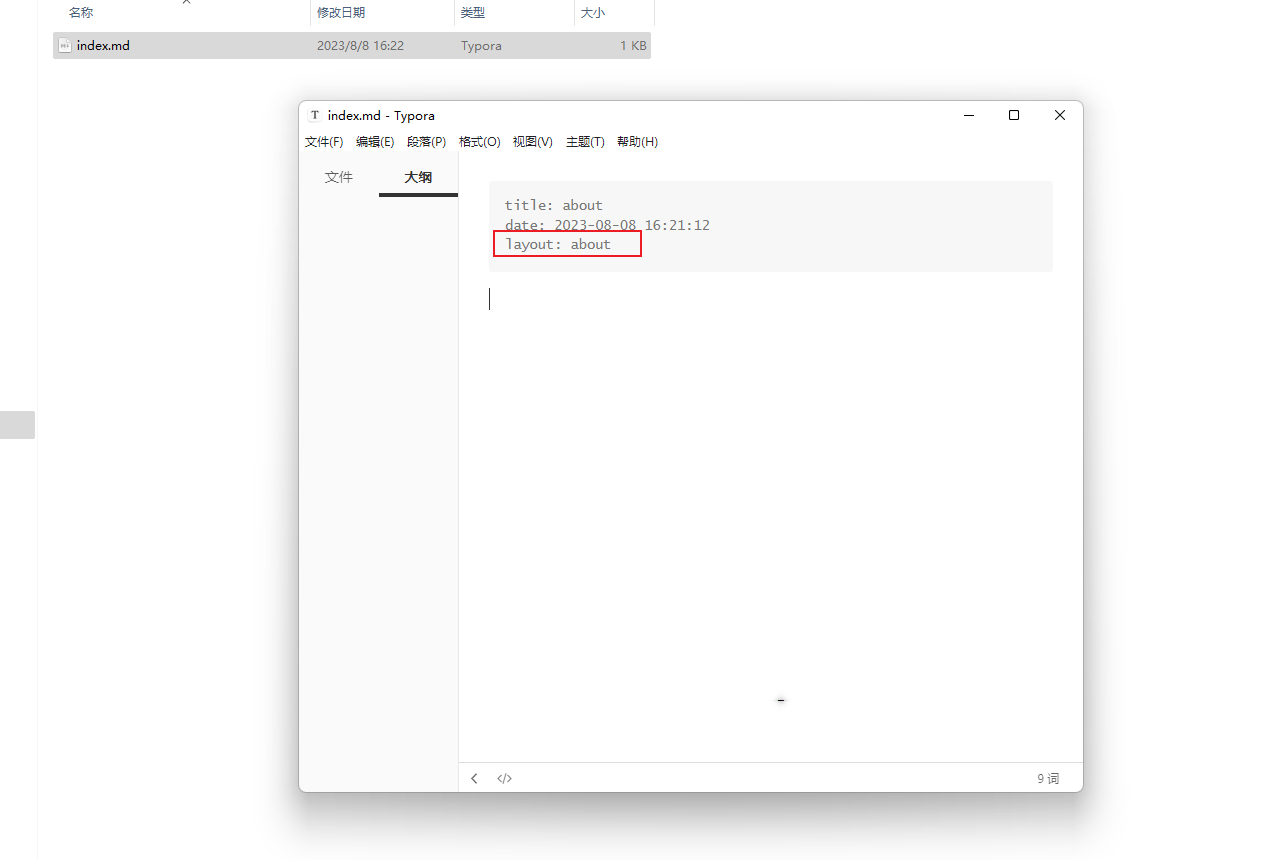 名称 修改日期 类型 大小
index.md 2023/8/8 16:22 Typora 1 KB
T index.md - Typora
文件(F) 编辑(E) 段落(P) 格式(O) 视图(V) 主题(T) 帮助(H)
文件 大纲
title: about
date: 2023-08-08 16:21:12
layout: about
</> 9 词